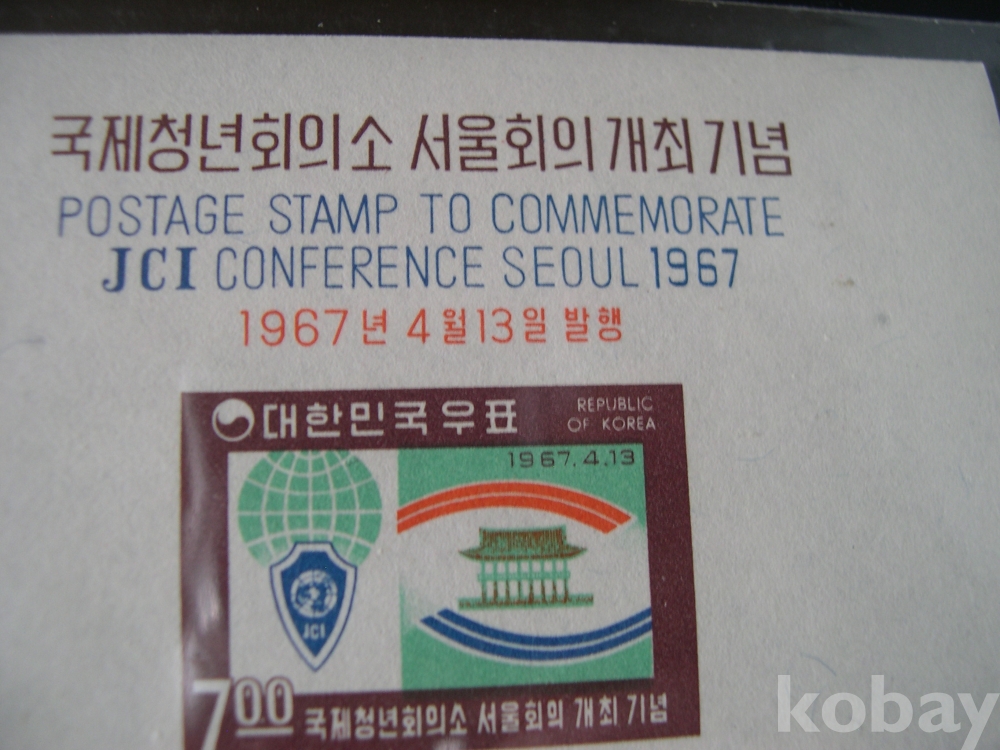 국제청년회의소 서울회의 개최 기념
POSTAGE STAMP TO COMMEMORATE
JCI CONFERENCE SEOUL 1967
1967년 4월 13일 발행
대한민국우표
REPUBLIC
OF KOREA
1967.4.13
JCI
700
국제청년회의소 서울회의 개최 기념
kobay